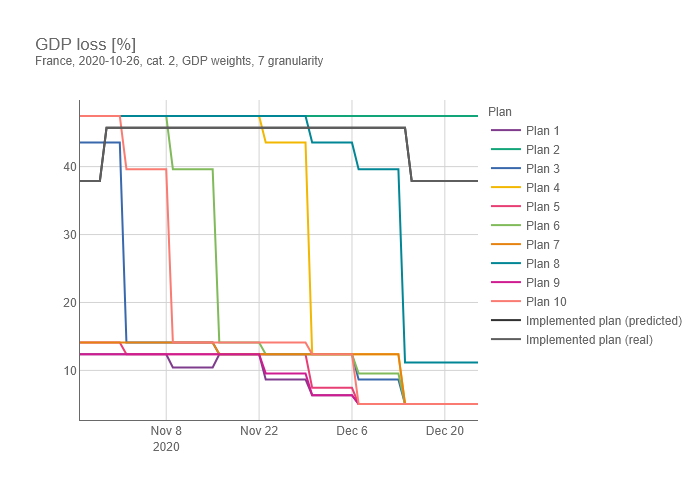 GDP loss [%]
France, 2020-10-26, cat. 2, GDP weights, 7 granularity
Plan
Plan 1
Plan 2
Plan 3
Plan 4
Plan 5
Plan 6
Plan 7
Plan 8
Plan 9
Plan 10
Implemented plan (predicted)
Implemented plan (real)
40
30
20
10
Nov 8
2020
Nov 22
Dec 6
Dec 20